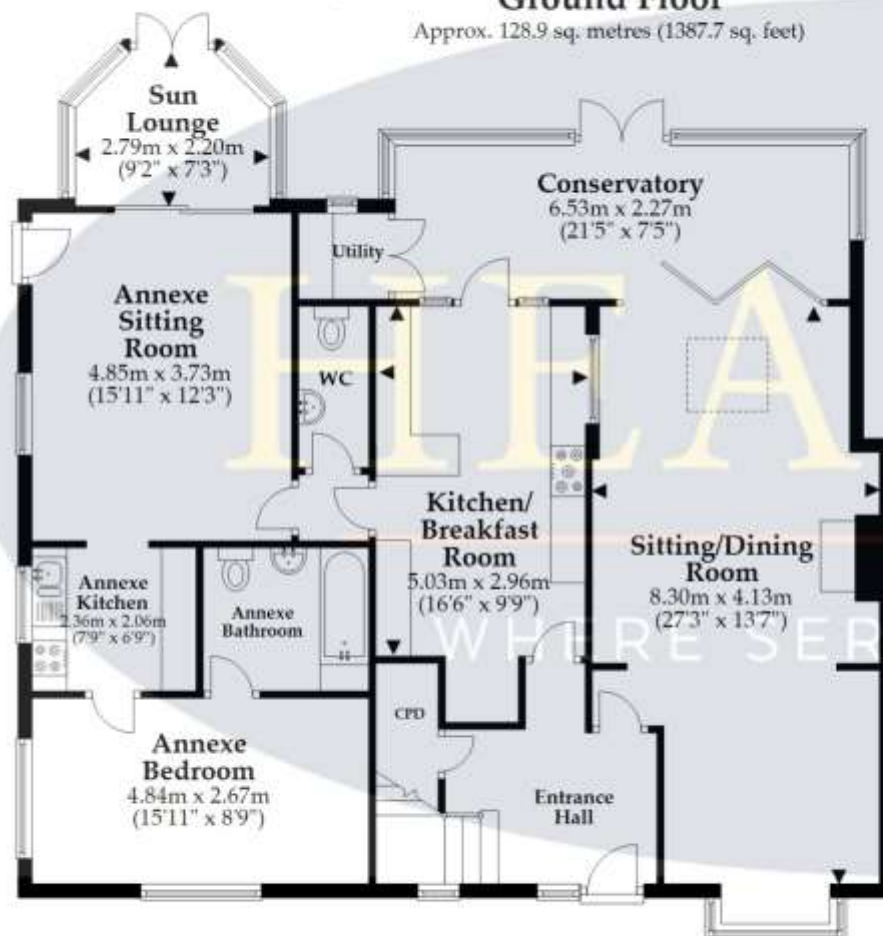 Ground Floor
Approx. 128.9 sq. metres (1387.7 sq. feet)
Sun
Lounge
2.79m x 2.20m
(9'2" x 7'3")
Conservatory
6.53m x 2.27m
(21'5" x 7'5")
Utility
Annexe
Sitting
Room
4.85m x 3.73m
(15'11" x 12'3")
WC
HEA
Kitchen/
Breakfast
Room
5.03m x 2.96m
(16'6" x 9'9")
Sitting/Dining
Room
8.30m x 4.13m
(27'3" x 13'7")
Annexe
Kitchen
2.36m x 2.06m
(7'9" x 6'9")
Annexe
Bathroom
WHERE SER
CPD
Annexe
Bedroom
4.84m x 2.67m
(15'11" x 8'9")
Entrance
Hall